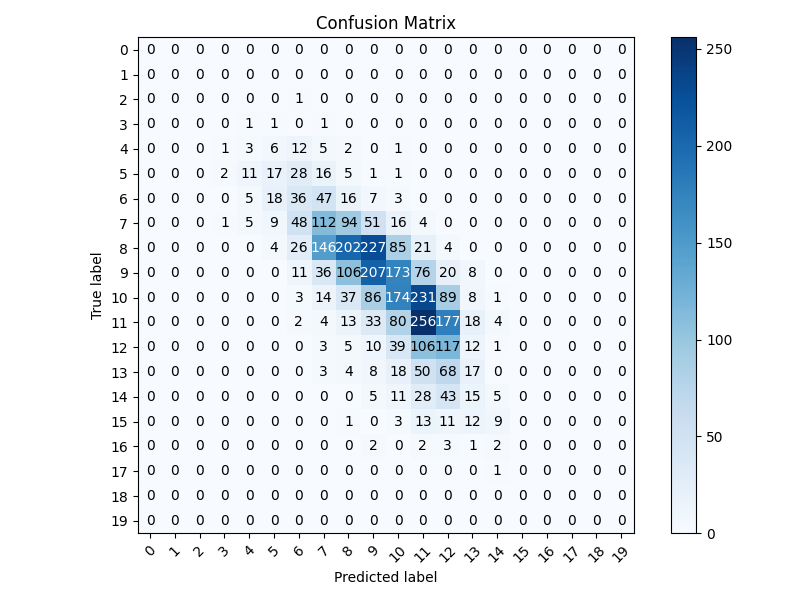 Confusion Matrix
0 0 0 0 0 0 0 0 0 0 0 0 0 0 0 0 0 0 0 0 0
1 0 0 0 0 0 0 0 0 0 0 0 0 0 0 0 0 0 0 0 0
2 0 0 0 0 0 0 1 0 0 0 0 0 0 0 0 0 0 0 0 0
3 0 0 0 0 1 1 0 1 0 0 0 0 0 0 0 0 0 0 0 0
4 0 0 0 1 3 6 12 5 2 0 1 0 0 0 0 0 0 0 0 0
5 0 0 0 2 11 17 28 16 5 1 1 0 0 0 0 0 0 0 0 0
6 0 0 0 0 5 18 36 47 16 7 3 0 0 0 0 0 0 0 0 0
7 0 0 0 1 5 9 48 112 94 51 16 4 0 0 0 0 0 0 0 0
8 0 0 0 0 0 4 26 146 202 227 85 21 4 0 0 0 0 0 0 0
9 0 0 0 0 0 0 11 36 106 207 173 76 20 8 0 0 0 0 0 0
10 0 0 0 0 0 0 3 14 37 86 174 231 89 8 1 0 0 0 0 0
11 0 0 0 0 0 0 2 4 13 33 80 256 177 18 4 0 0 0 0 0
12 0 0 0 0 0 0 0 3 5 10 39 106 117 12 1 0 0 0 0 0
13 0 0 0 0 0 0 0 3 4 8 18 50 68 17 0 0 0 0 0 0
14 0 0 0 0 0 0 0 0 0 5 11 28 43 15 5 0 0 0 0 0
15 0 0 0 0 0 0 0 0 1 0 3 13 11 12 9 0 0 0 0 0
16 0 0 0 0 0 0 0 0 0 2 0 2 3 1 2 0 0 0 0 0
17 0 0 0 0 0 0 0 0 0 0 0 0 0 0 1 0 0 0 0 0
18 0 0 0 0 0 0 0 0 0 0 0 0 0 0 0 0 0 0 0 0
19 0 0 0 0 0 0 0 0 0 0 0 0 0 0 0 0 0 0 0 0
0 1 2 3 4 5 6 7 8 9 10 11 12 13 14 15 16 17 18 19
Predicted label
True label
250
200
150
100
50
0